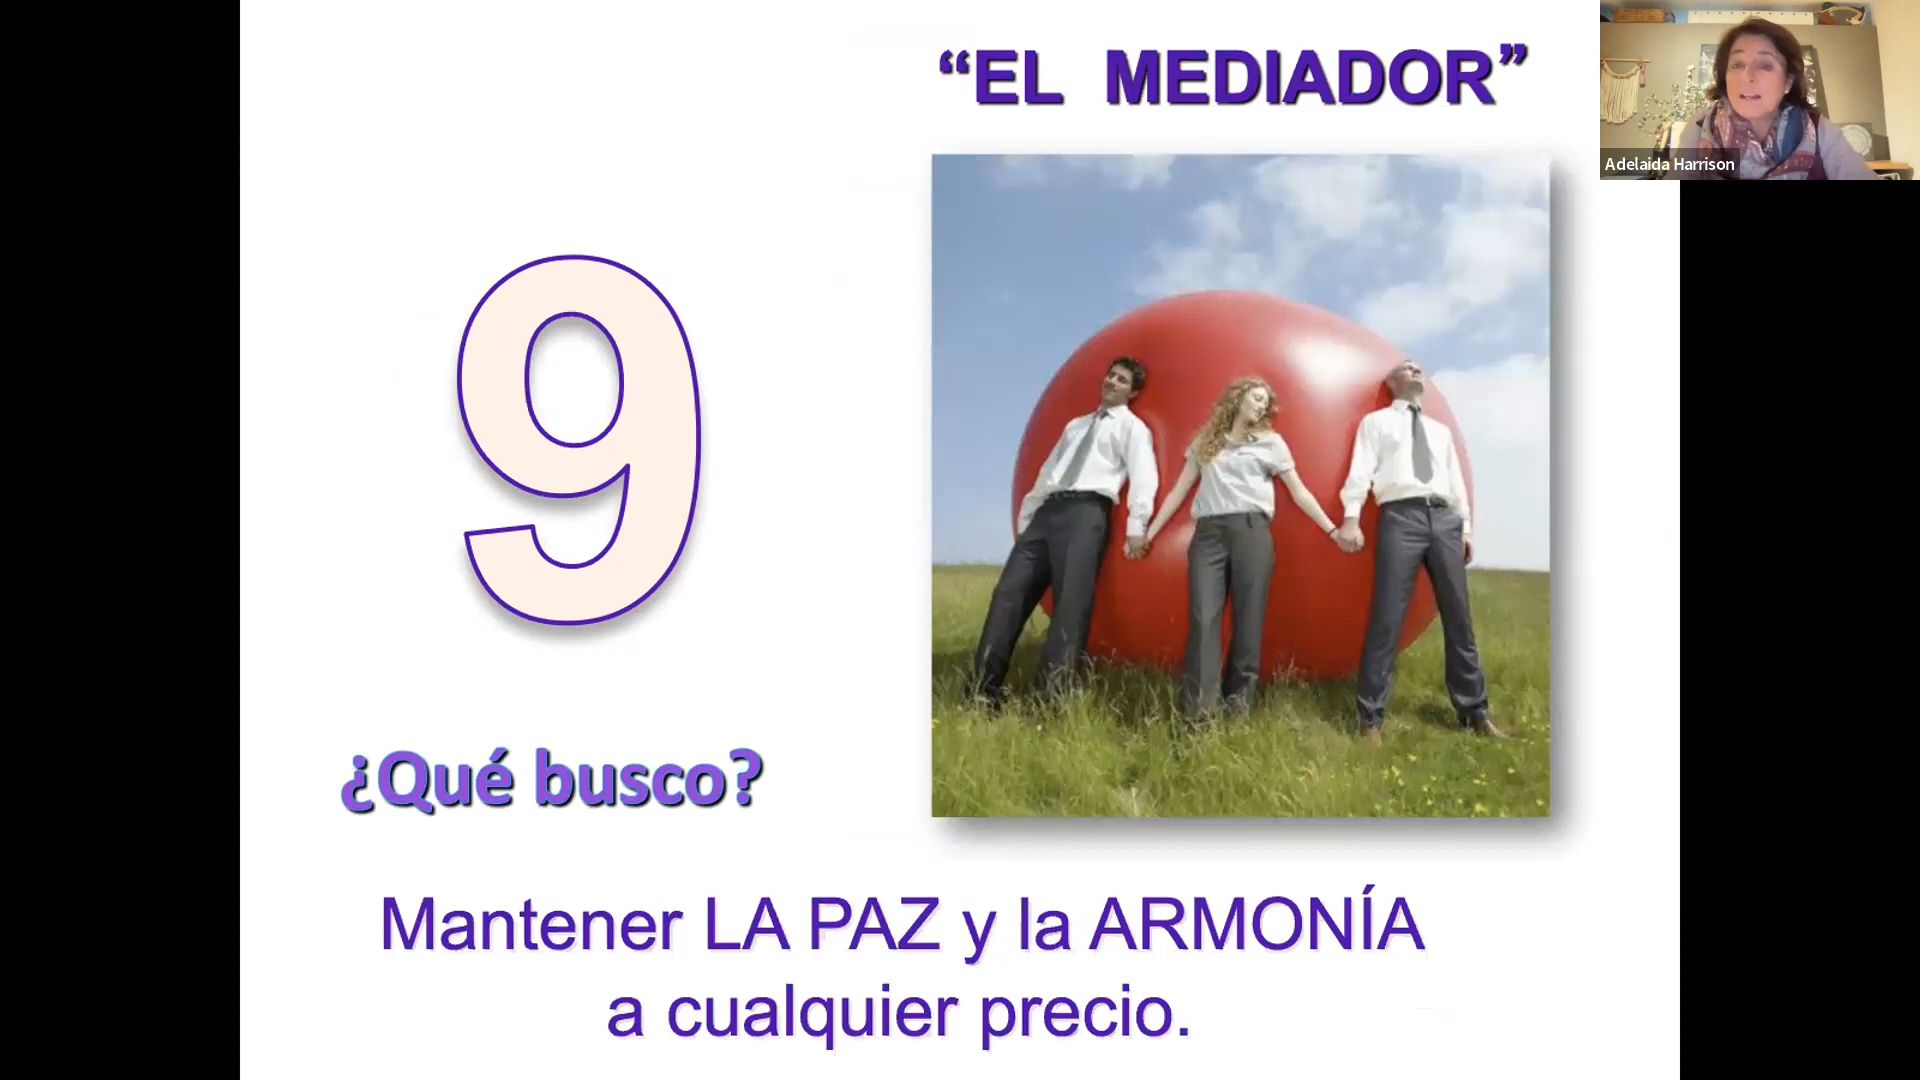 “EL MEDIADOR”
Adelaida Harrison
9
¿Qué busco?
Mantener LA PAZ y la ARMONÍA
a cualquier precio.